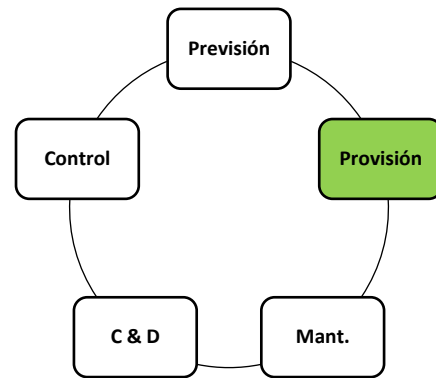 Previsión
Control
Provisión
C & D
Mant.